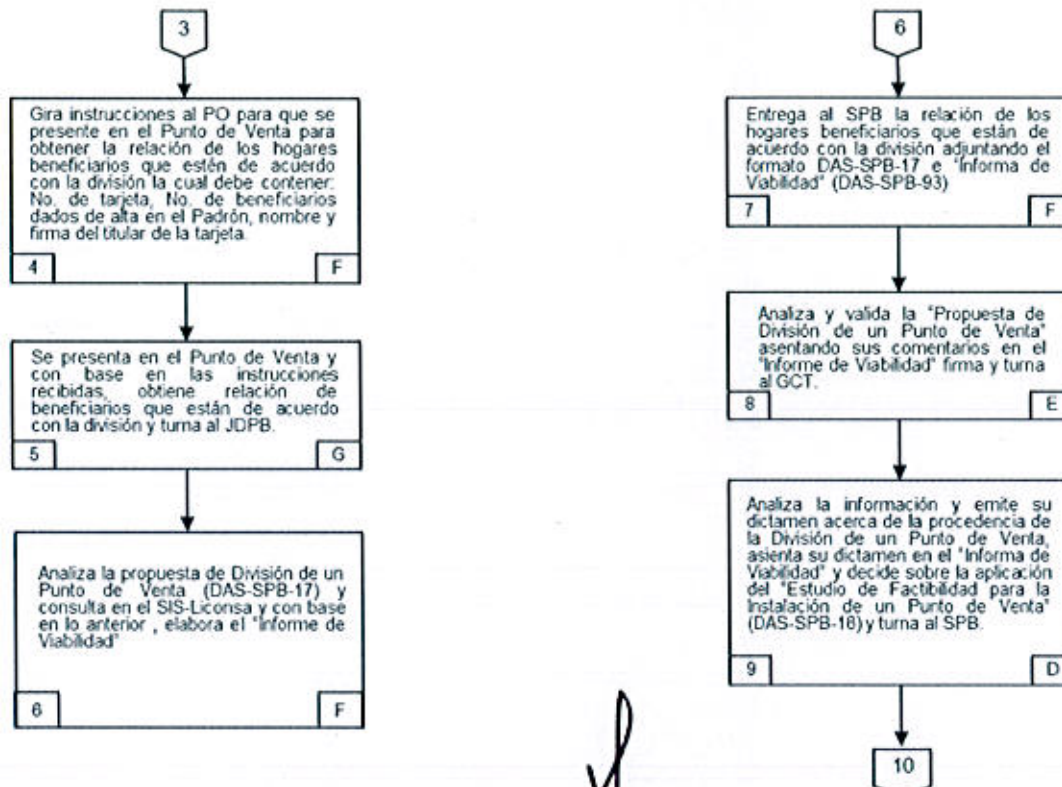 3
Gira instrucciones al PO para que se
presente en el Punto de Venta para
obtener la relación de los hogares
beneficiarios que estén de acuerdo
con la división la cual debe contener:
No. de tarjeta, No. de beneficiarios
dados de alta en el Padrón, nombre y
firma del titular de la tarjeta.
4 F
Se presenta en el Punto de Venta y
con base en las instrucciones
recibidas, obtiene relación de
beneficiarios que están de acuerdo
con la división y turna al JDPB.
5 G
Analiza la propuesta de División de un
Punto de Venta (DAS-SPB-17) y
consulta en el SIS-Liconsa y con base
en lo anterior , elabora el "Informe de
Viabilidad"
6 F
6
Entrega al SPB la relación de los
hogares beneficiarios que están de
acuerdo con la división adjuntando el
formato DAS-SPB-17 e "Informa de
Viabilidad" (DAS-SPB-93)
7 F
Analiza y valida la "Propuesta de
División de un Punto de Venta"
asentando sus comentarios en el
"Informe de Viabilidad" firma y turna
al GCT.
8 E
Analiza la información y emite su
dictamen acerca de la procedencia de
la División de un Punto de Venta,
asienta su dictamen en el "Informa de
Viabilidad" y decide sobre la aplicación
del "Estudio de Factibilidad para la
Instalación de un Punto de Venta"
(DAS-SPB-18) y turna al SPB.
9 D
10